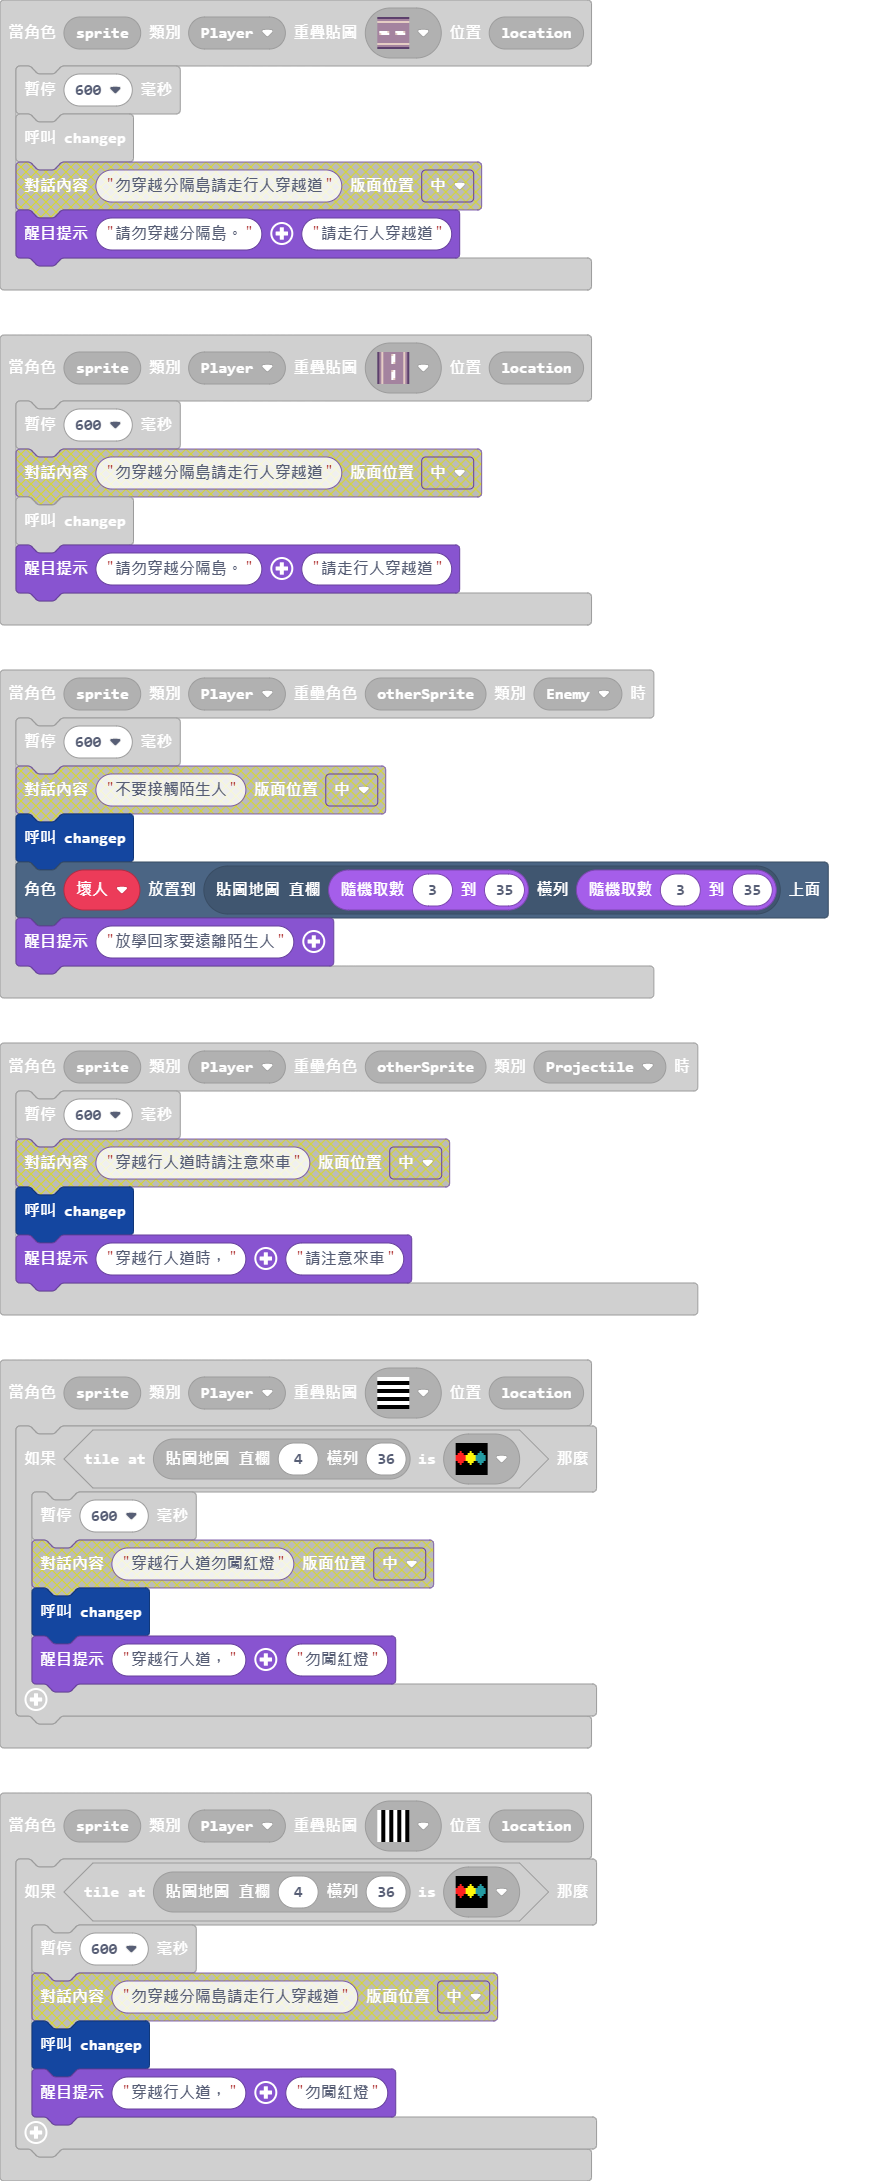 當角色 sprite 類別 Player 重疊貼圖 位置 location
暫停 600 毫秒
呼叫 changep
對話內容 "勿穿越分隔島請走行人穿越道" 版面位置 中
醒目提示 "請勿穿越分隔島。" "請走行人穿越道"
當角色 sprite 類別 Player 重疊貼圖 位置 location
暫停 600 毫秒
對話內容 "勿穿越分隔島請走行人穿越道" 版面位置 中
呼叫 changep
醒目提示 "請勿穿越分隔島。" "請走行人穿越道"
當角色 sprite 類別 Player 重壘角色 otherSprite 類別 Enemy 時
暫停 600 毫秒
對話內容 "不要接觸陌生人" 版面位置 中
呼叫 changep
角色 壞人 放置到 貼圖地圖 直欄 隨機取數 3 到 35 橫列 隨機取數 3 到 35 上面
醒目提示 "放學回家要遠離陌生人"
當角色 sprite 類別 Player 重壘角色 otherSprite 類別 Projectile 時
暫停 600 毫秒
對話內容 "穿越行人道時請注意來車" 版面位置 中
呼叫 changep
醒目提示 "穿越行人道時，" "請注意來車"
當角色 sprite 類別 Player 重疊貼圖 位置 location
如果 tile at 貼圖地圖 直欄 4 橫列 36 is 那麼
暫停 600 毫秒
對話內容 "穿越行人道勿闖紅燈" 版面位置 中
呼叫 changep
醒目提示 "穿越行人道，" "勿闖紅燈"
當角色 sprite 類別 Player 重疊貼圖 位置 location
如果 tile at 貼圖地圖 直欄 4 橫列 36 is 那麼
暫停 600 毫秒
對話內容 "勿穿越分隔島請走行人穿越道" 版面位置 中
呼叫 changep
醒目提示 "穿越行人道，" "勿闖紅燈"